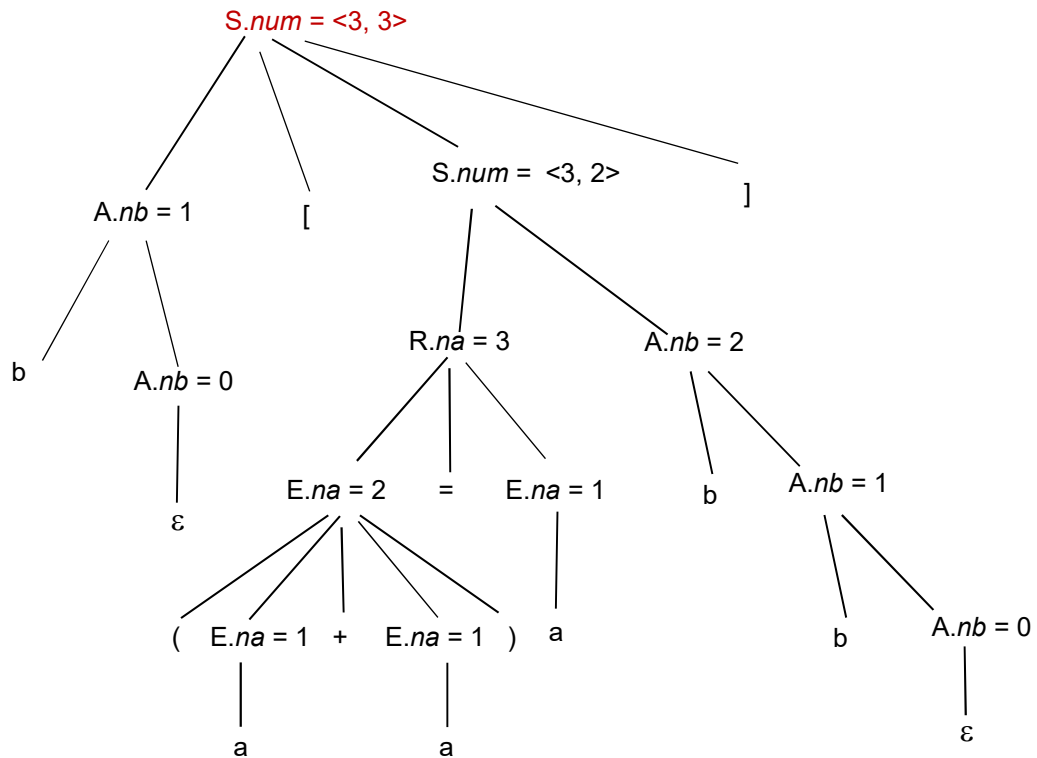 S.num = <3, 3>
S.num = <3, 2>
A.nb = 1 [ ]
R.na = 3 A.nb = 2
b A.nb = 0
E.na = 2 = E.na = 1 b A.nb = 1
ε
( E.na = 1 + E.na = 1 ) a b A.nb = 0
a a ε